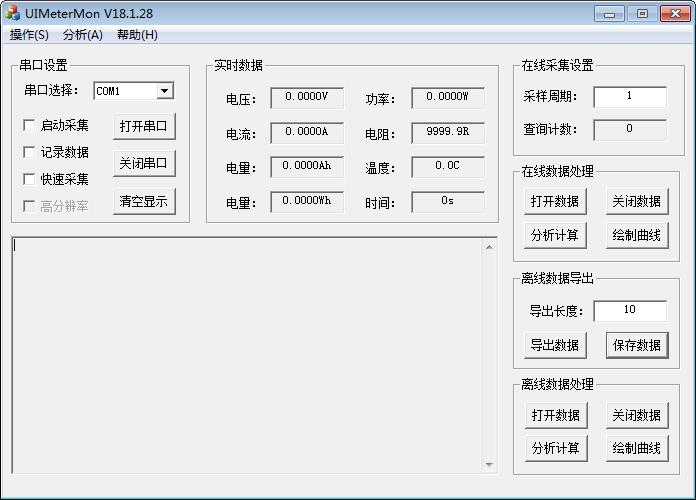 UIMeterMon V18.1.28
操作(S) 分析(A) 帮助(H)
串口设置
串口选择: COM1
启动采集 打开串口
记录数据
关闭串口
快速采集
高分辨率 清空显示
实时数据
电压: 0.0000V 功率: 0.0000W
电流: 0.0000A 电阻: 9999.9R
电量: 0.0000Ah 温度: 0.0C
电量: 0.0000Wh 时间: 0s
在线采集设置
采样周期: 1
查询计数: 0
在线数据处理
打开数据 关闭数据
分析计算 绘制曲线
离线数据导出
导出长度: 10
导出数据 保存数据
离线数据处理
打开数据 关闭数据
分析计算 绘制曲线